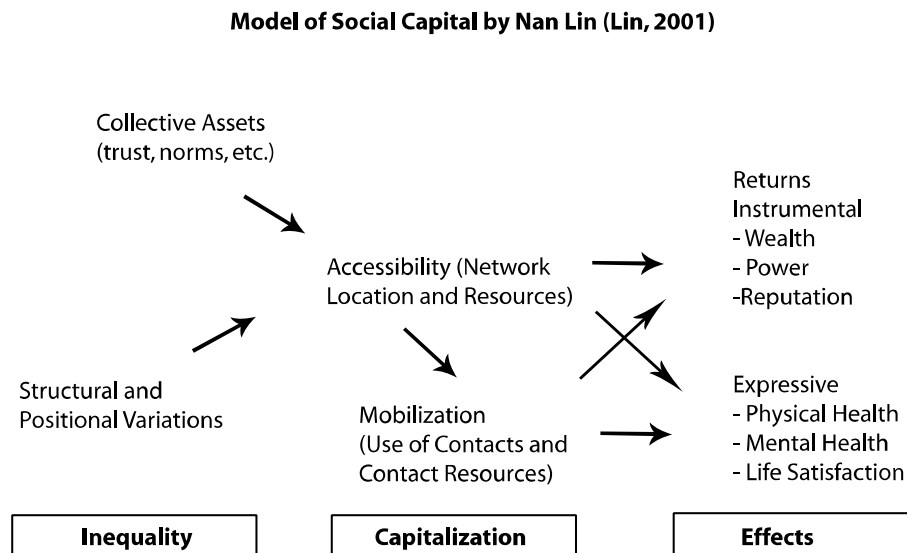 Model of Social Capital by Nan Lin (Lin, 2001)
Collective Assets
(trust, norms, etc.)
Structural and
Positional Variations
Accessibility (Network
Location and Resources)
Mobilization
(Use of Contacts and
Contact Resources)
Returns
Instrumental
- Wealth
- Power
-Reputation
Expressive
- Physical Health
- Mental Health
- Life Satisfaction
Inequality
Capitalization
Effects